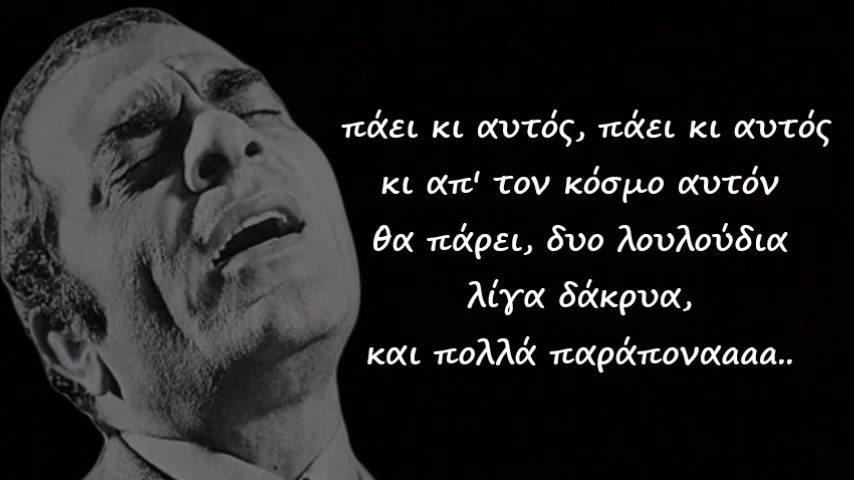 πάει κι αυτός, πάει κι αυτός
κι απ' τον κόσμο αυτόν
θα πάρει, δυο λουλούδια
λίγα δάκρυα,
και πολλά παράποναααα..